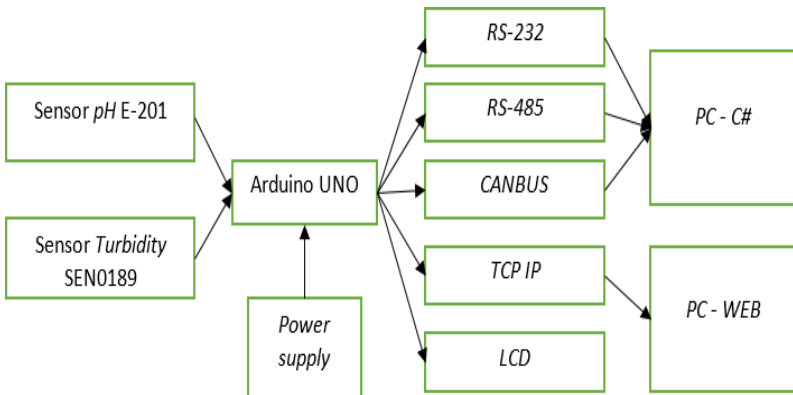 Sensor pH E-201
Sensor Turbidity
SEN0189
Arduino UNO
Power
supply
RS-232
RS-485
CANBUS
TCP IP
LCD
PC - C#
PC - WEB